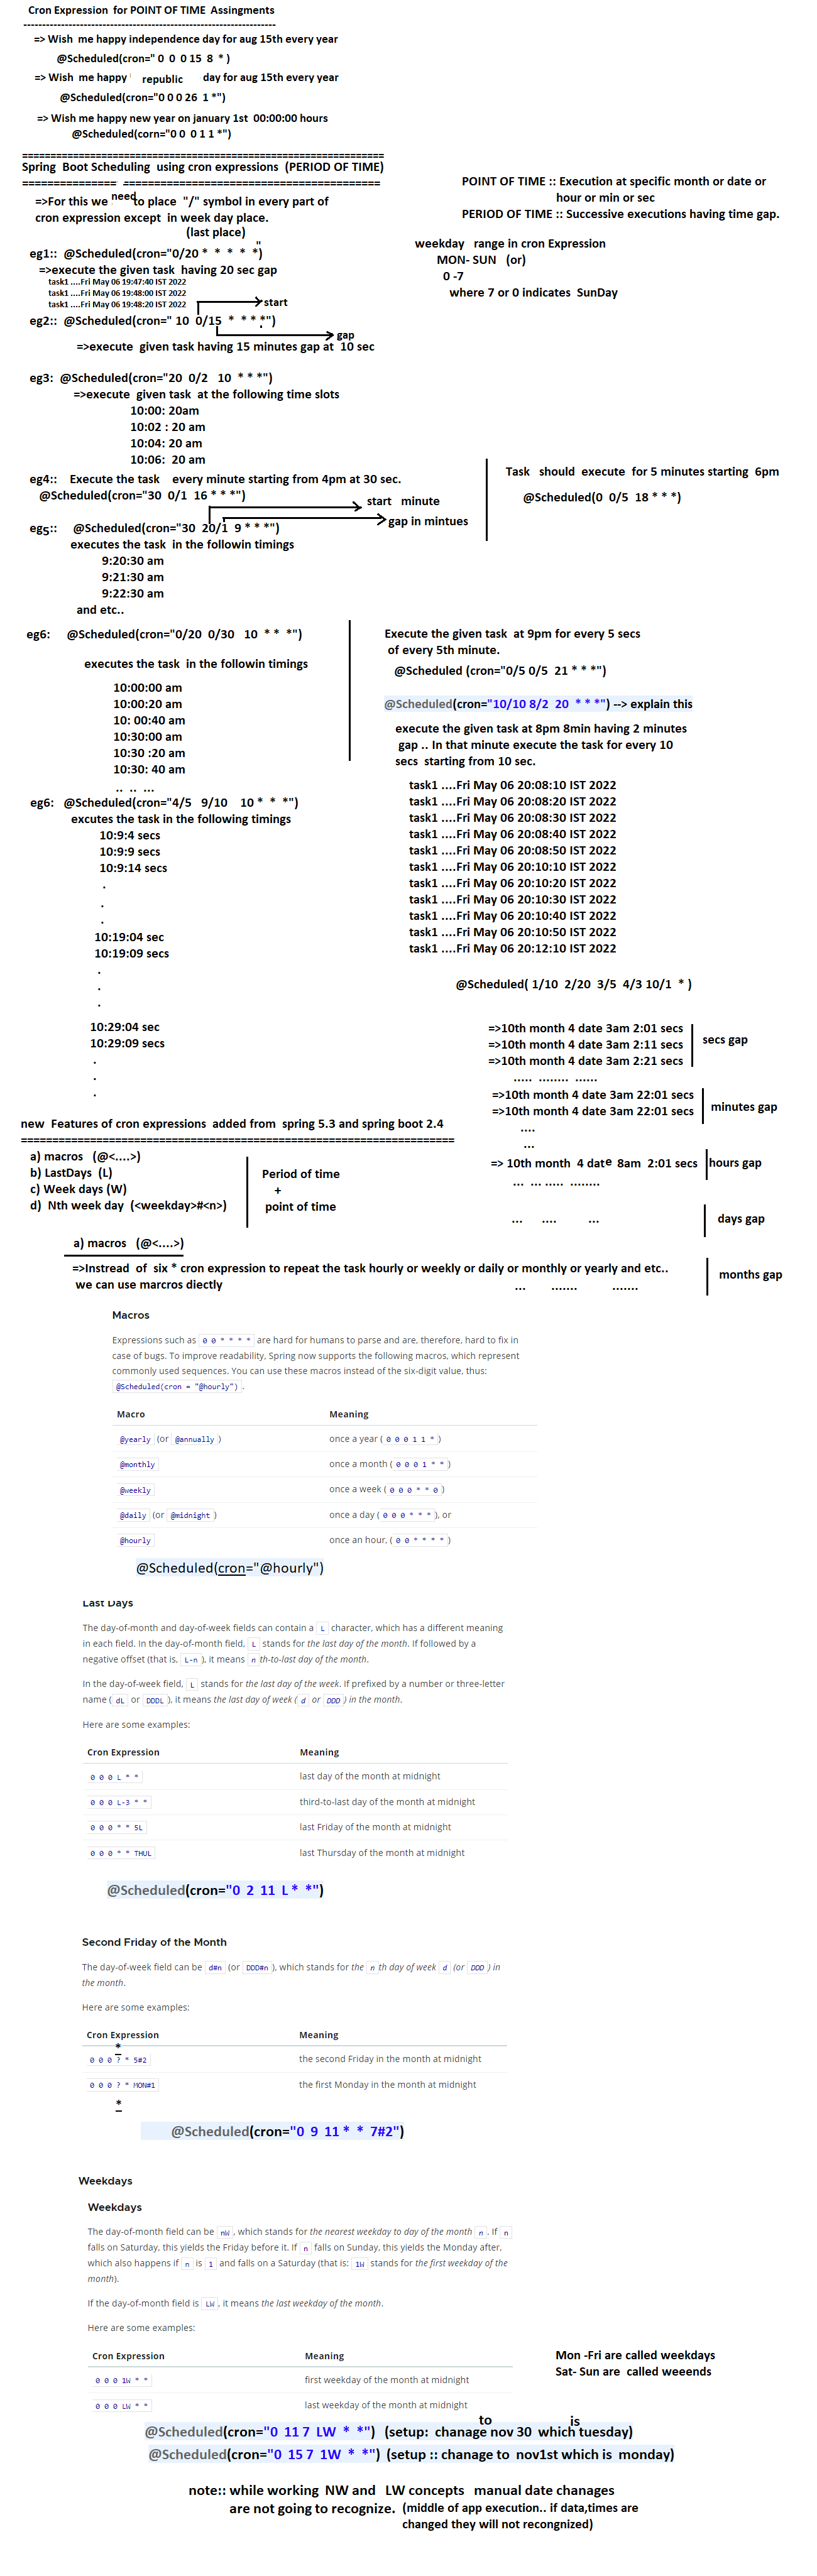 Cron Expression for POINT OF TIME Assingments
---------------------------------------------------------------------
=> Wish me happy independence day for aug 15th every year
@Scheduled(cron=" 0 0 0 15 8 * )
=> Wish me happy republic day for aug 15th every year
@Scheduled(cron="0 0 0 26 1 *")
=> Wish me happy new year on january 1st 00:00:00 hours
@Scheduled(corn="0 0 0 1 1 *")
================================================================
Spring Boot Scheduling using cron expressions (PERIOD OF TIME)
================ ===========================================
=>For this we need to place "/" symbol in every part of
cron expression except in week day place.
(last place)
POINT OF TIME :: Execution at specific month or date or
hour or min or sec
PERIOD OF TIME :: Successive executions having time gap.
weekday range in cron Expression
MON- SUN (or)
0 -7
where 7 or 0 indicates SunDay
eg1:: @Scheduled(cron="0/20 * * * * *")
=>execute the given task having 20 sec gap
task1 ....Fri May 06 19:47:40 IST 2022
task1 ....Fri May 06 19:48:00 IST 2022
task1 ....Fri May 06 19:48:20 IST 2022
start
eg2:: @Scheduled(cron=" 10 0/15 * * * *")
gap
=>execute given task having 15 minutes gap at 10 sec
eg3: @Scheduled(cron="20 0/2 10 * * *")
=>execute given task at the following time slots
10:00: 20am
10:02 : 20 am
10:04: 20 am
10:06: 20 am
eg4:: Execute the task every minute starting from 4pm at 30 sec.
@Scheduled(cron="30 0/1 16 * * *")
Task should execute for 5 minutes starting 6pm
@Scheduled(0 0/5 18 * * *)
start minute
gap in mintues
eg5:: @Scheduled(cron="30 20/1 9 * * *")
executes the task in the followin timings
9:20:30 am
9:21:30 am
9:22:30 am
and etc..
eg6: @Scheduled(cron="0/20 0/30 10 * * *")
executes the task in the followin timings
10:00:00 am
10:00:20 am
10: 00:40 am
10:30:00 am
10:30 :20 am
10:30: 40 am
.. .. ...
Execute the given task at 9pm for every 5 secs
of every 5th minute.
@Scheduled (cron="0/5 0/5 21 * * *")
@Scheduled(cron="10/10 8/2 20 * * *") --> explain this
execute the given task at 8pm 8min having 2 minutes
gap .. In that minute execute the task for every 10
secs starting from 10 sec.
task1 ....Fri May 06 20:08:10 IST 2022
task1 ....Fri May 06 20:08:20 IST 2022
task1 ....Fri May 06 20:08:30 IST 2022
task1 ....Fri May 06 20:08:40 IST 2022
task1 ....Fri May 06 20:08:50 IST 2022
task1 ....Fri May 06 20:10:10 IST 2022
task1 ....Fri May 06 20:10:20 IST 2022
task1 ....Fri May 06 20:10:30 IST 2022
task1 ....Fri May 06 20:10:40 IST 2022
task1 ....Fri May 06 20:10:50 IST 2022
task1 ....Fri May 06 20:12:10 IST 2022
eg6: @Scheduled(cron="4/5 9/10 10 * * *")
excutes the task in the following timings
10:9:4 secs
10:9:9 secs
10:9:14 secs
.
.
.
10:19:04 sec
10:19:09 secs
.
.
.
10:29:04 sec
10:29:09 secs
.
.
.
@Scheduled( 1/10 2/20 3/5 4/3 10/1 * )
=>10th month 4 date 3am 2:01 secs
=>10th month 4 date 3am 2:11 secs
=>10th month 4 date 3am 2:21 secs
secs gap
..... ........ ......
=>10th month 4 date 3am 22:01 secs
=>10th month 4 date 3am 22:01 secs
minutes gap
....
...
=> 10th month 4 date 8am 2:01 secs hours gap
... ... ..... ........
... .... ... days gap
months gap
... ....... .......
new Features of cron expressions added from spring 5.3 and spring boot 2.4
=====================================================================
a) macros (@<....>)
b) LastDays (L)
c) Week days (W)
d) Nth week day (<weekday>#<n>)
Period of time
+
point of time
a) macros (@<....>)
=>Instread of six * cron expression to repeat the task hourly or weekly or daily or monthly or yearly and etc..
we can use marcros diectly
Macros
Expressions such as 0 0 * * * * are hard for humans to parse and are, therefore, hard to fix in
case of bugs. To improve readability, Spring now supports the following macros, which represent
commonly used sequences. You can use these macros instead of the six-digit value, thus:
@Scheduled(cron = "@hourly") .
Macro Meaning
@yearly (or @annually ) once a year ( 0 0 0 1 1 * )
@monthly once a month ( 0 0 0 1 * * )
@weekly once a week ( 0 0 0 * * 0 )
@daily (or @midnight ) once a day ( 0 0 0 * * * ), or
@hourly once an hour, ( 0 0 * * * * )
@Scheduled(cron="@hourly")
Last Days
The day-of-month and day-of-week fields can contain a L character, which has a different meaning
in each field. In the day-of-month field, L stands for the last day of the month. If followed by a
negative offset (that is, L-n ), it means n th-to-last day of the month.
In the day-of-week field, L stands for the last day of the week. If prefixed by a number or three-letter
name ( dL or DDDL ), it means the last day of week ( d or DDD ) in the month.
Here are some examples:
Cron Expression Meaning
0 0 0 L * * last day of the month at midnight
0 0 0 L-3 * * third-to-last day of the month at midnight
0 0 0 * * 5L last Friday of the month at midnight
0 0 0 * * THUL last Thursday of the month at midnight
@Scheduled(cron="0 2 11 L * *")
Second Friday of the Month
The day-of-week field can be d#n (or DDD#n ), which stands for the n th day of week d (or DDD ) in
the month.
Here are some examples:
Cron Expression Meaning
*
0 0 0 ? * 5#2 the second Friday in the month at midnight
0 0 0 ? * MON#1 the first Monday in the month at midnight
*
@Scheduled(cron="0 9 11 * * 7#2")
Weekdays
Weekdays
The day-of-month field can be nW , which stands for the nearest weekday to day of the month n . If n
falls on Saturday, this yields the Friday before it. If n falls on Sunday, this yields the Monday after,
which also happens if n is 1 and falls on a Saturday (that is: 1W stands for the first weekday of the
month).
If the day-of-month field is LW , it means the last weekday of the month.
Here are some examples:
Cron Expression Meaning
0 0 0 1W * * first weekday of the month at midnight
0 0 0 LW * * last weekday of the month at midnight
Mon -Fri are called weekdays
Sat- Sun are called weeends
@Scheduled(cron="0 11 7 LW * *") (setup: chanage to nov 30 which is tuesday)
@Scheduled(cron="0 15 7 1W * *") (setup :: chanage to nov1st which is monday)
note:: while working NW and LW concepts manual date chanages
are not going to recognize. (middle of app execution.. if data,times are
changed they will not recongnized)